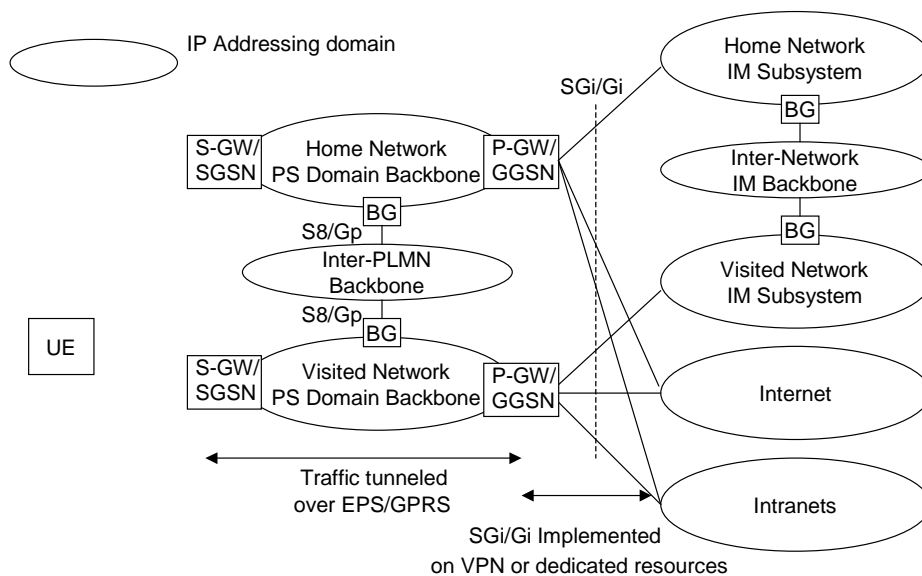 IP Addressing domain
Home Network
IM Subsystem
SGi/Gi
BG
S-GW/
SGSN
Home Network
PS Domain Backbone
P-GW/
GGSN
Inter-Network
IM Backbone
BG
S8/Gp
BG
Inter-PLMN
Backbone
Visited Network
IM Subsystem
S8/Gp
BG
UE
S-GW/
SGSN
Visited Network
PS Domain Backbone
P-GW/
GGSN
Internet
Traffic tunneled
over EPS/GPRS
Intranets
SGi/Gi Implemented
on VPN or dedicated resources